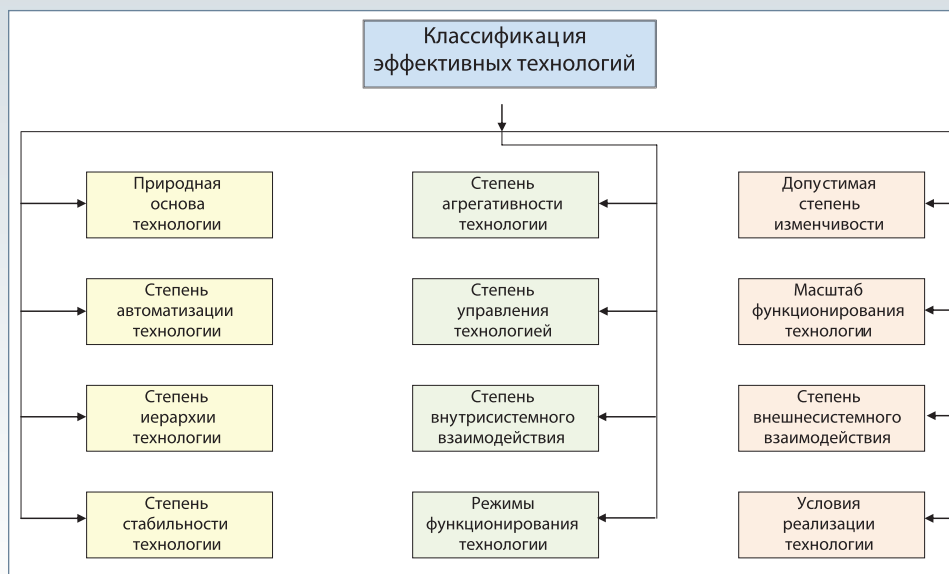 Классификация
эффективных технологий
Природная
основа
технологии
Степень
агрегативности
технологии
Допустимая
степень
изменчивости
Степень
автоматизации
технологии
Степень
управления
технологией
Масштаб
функционирования
технологии
Степень
иерархии
технологии
Степень
внутрисистемного
взаимодействия
Степень
внешнесистемного
взаимодействия
Степень
стабильности
технологии
Режимы
функционирования
технологии
Условия
реализации
технологии